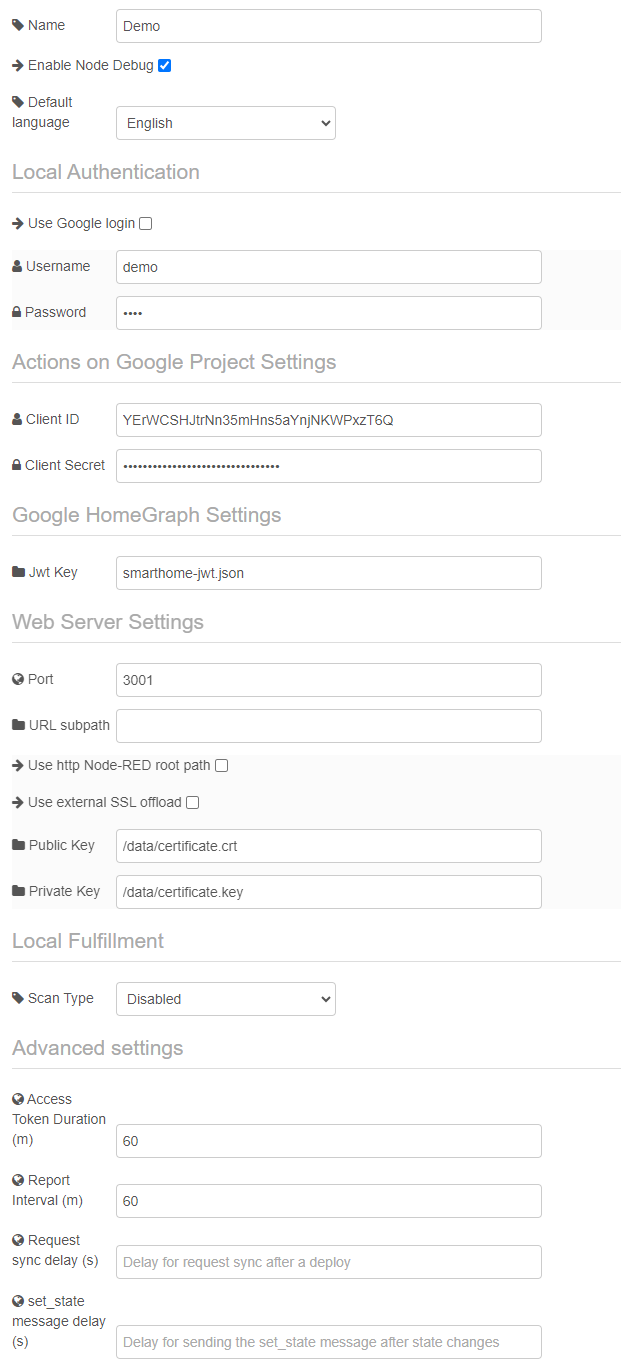 Name
Demo
Enable Node Debug
Default
language
English
Local Authentication
Use Google login
Username
demo
Password
••••
Actions on Google Project Settings
Client ID
YErWCSHJtrNn35mHns5aYnjNKWPxzT6Q
Client Secret
••••••••••••••••••••••••••••••••
Google HomeGraph Settings
Jwt Key
smarthome-jwt.json
Web Server Settings
Port
3001
URL subpath
Use http Node-RED root path
Use external SSL offload
Public Key
/data/certificate.crt
Private Key
/data/certificate.key
Local Fulfillment
Scan Type
Disabled
Advanced settings
Access
Token Duration
(m)
60
Report
Interval (m)
60
Request
sync delay (s)
Delay for request sync after a deploy
set_state
message delay
(s)
Delay for sending the set_state message after state changes